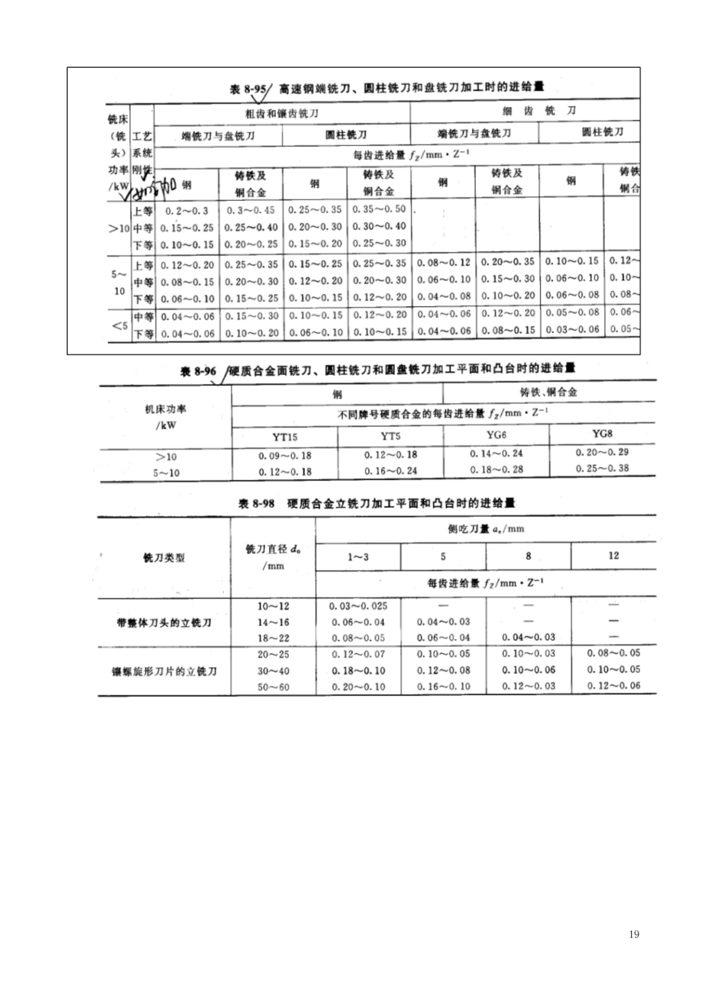 表 8-95 高速钢端铣刀、圆柱铣刀和盘铣刀加工时的进给量
铣床（铣头）功率/kW 工艺系统刚性 粗齿和镶齿铣刀 细 齿 铣 刀
端铣刀与盘铣刀 圆柱铣刀 端铣刀与盘铣刀 圆柱铣刀
每齿进给量 fz/mm・Z⁻¹
钢 铸铁及铜合金 钢 铸铁及铜合金 钢 铸铁及铜合金 钢 铸铁 铜合
>10 上等 0.2～0.3 0.3～0.45 0.25～0.35 0.35～0.50
中等 0.15～0.25 0.25～0.40 0.20～0.30 0.30～0.40
下等 0.10～0.15 0.20～0.25 0.15～0.20 0.25～0.30
5～10 上等 0.12～0.20 0.25～0.35 0.15～0.25 0.25～0.35 0.08～0.12 0.20～0.35 0.10～0.15 0.12～
中等 0.08～0.15 0.20～0.30 0.12～0.20 0.20～0.30 0.06～0.10 0.15～0.30 0.06～0.10 0.10～
下等 0.06～0.10 0.15～0.25 0.10～0.15 0.12～0.20 0.04～0.08 0.10～0.20 0.06～0.08 0.08～
<5 中等 0.04～0.06 0.15～0.30 0.10～0.15 0.12～0.20 0.04～0.06 0.12～0.20 0.05～0.08 0.06～
下等 0.04～0.06 0.10～0.20 0.06～0.10 0.10～0.15 0.04～0.06 0.08～0.15 0.03～0.06 0.05～
表 8-96 硬质合金面铣刀、圆柱铣刀和圆盘铣刀加工平面和凸台时的进给量
机床功率/kW 钢 铸铁、铜合金
不同牌号硬质合金的每齿进给量 fz/mm・Z⁻¹
YT15 YT5 YG6 YG8
>10 0.09～0.18 0.12～0.18 0.14～0.24 0.20～0.29
5～10 0.12～0.18 0.16～0.24 0.18～0.28 0.25～0.38
表 8-98 硬质合金立铣刀加工平面和凸台时的进给量
铣刀类型 铣刀直径 d₀/mm 侧吃刀量 aₑ/mm
1～3 5 8 12
每齿进给量 fz/mm・Z⁻¹
带整体刀头的立铣刀 10～12 0.03～0.025 — — —
14～16 0.06～0.04 0.04～0.03 — —
18～22 0.08～0.05 0.06～0.04 0.04～0.03 —
镶螺旋形刀片的立铣刀 20～25 0.12～0.07 0.10～0.05 0.10～0.03 0.08～0.05
30～40 0.18～0.10 0.12～0.08 0.10～0.06 0.10～0.05
50～60 0.20～0.10 0.16～0.10 0.12～0.03 0.12～0.06
19